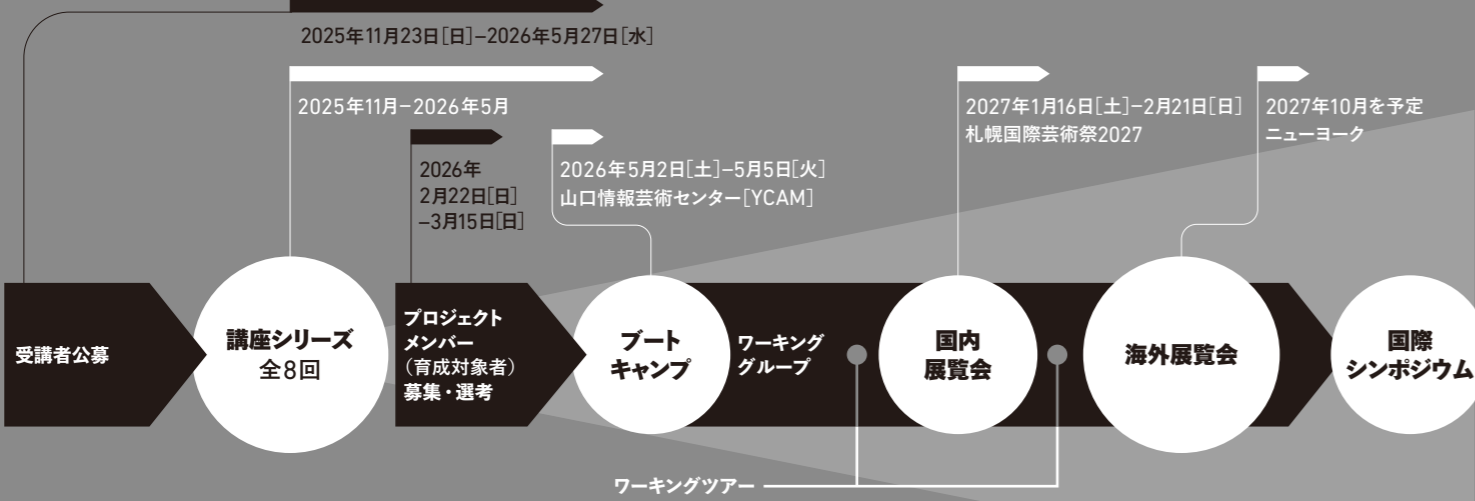 2025年11月23日[日]–2026年5月27日[水]
2025年11月–2026年5月
2026年
2月22日[日]
–3月15日[日]
2026年5月2日[土]–5月5日[火]
山口情報芸術センター[YCAM]
2027年1月16日[土]–2月21日[日]
札幌国際芸術祭2027
2027年10月を予定
ニューヨーク
受講者公募
講座シリーズ
全8回
プロジェクト
メンバー
(育成対象者)
募集・選考
ブート
キャンプ
ワーキング
グループ
国内
展覧会
海外展覧会
国際
シンポジウム
ワーキングツアー